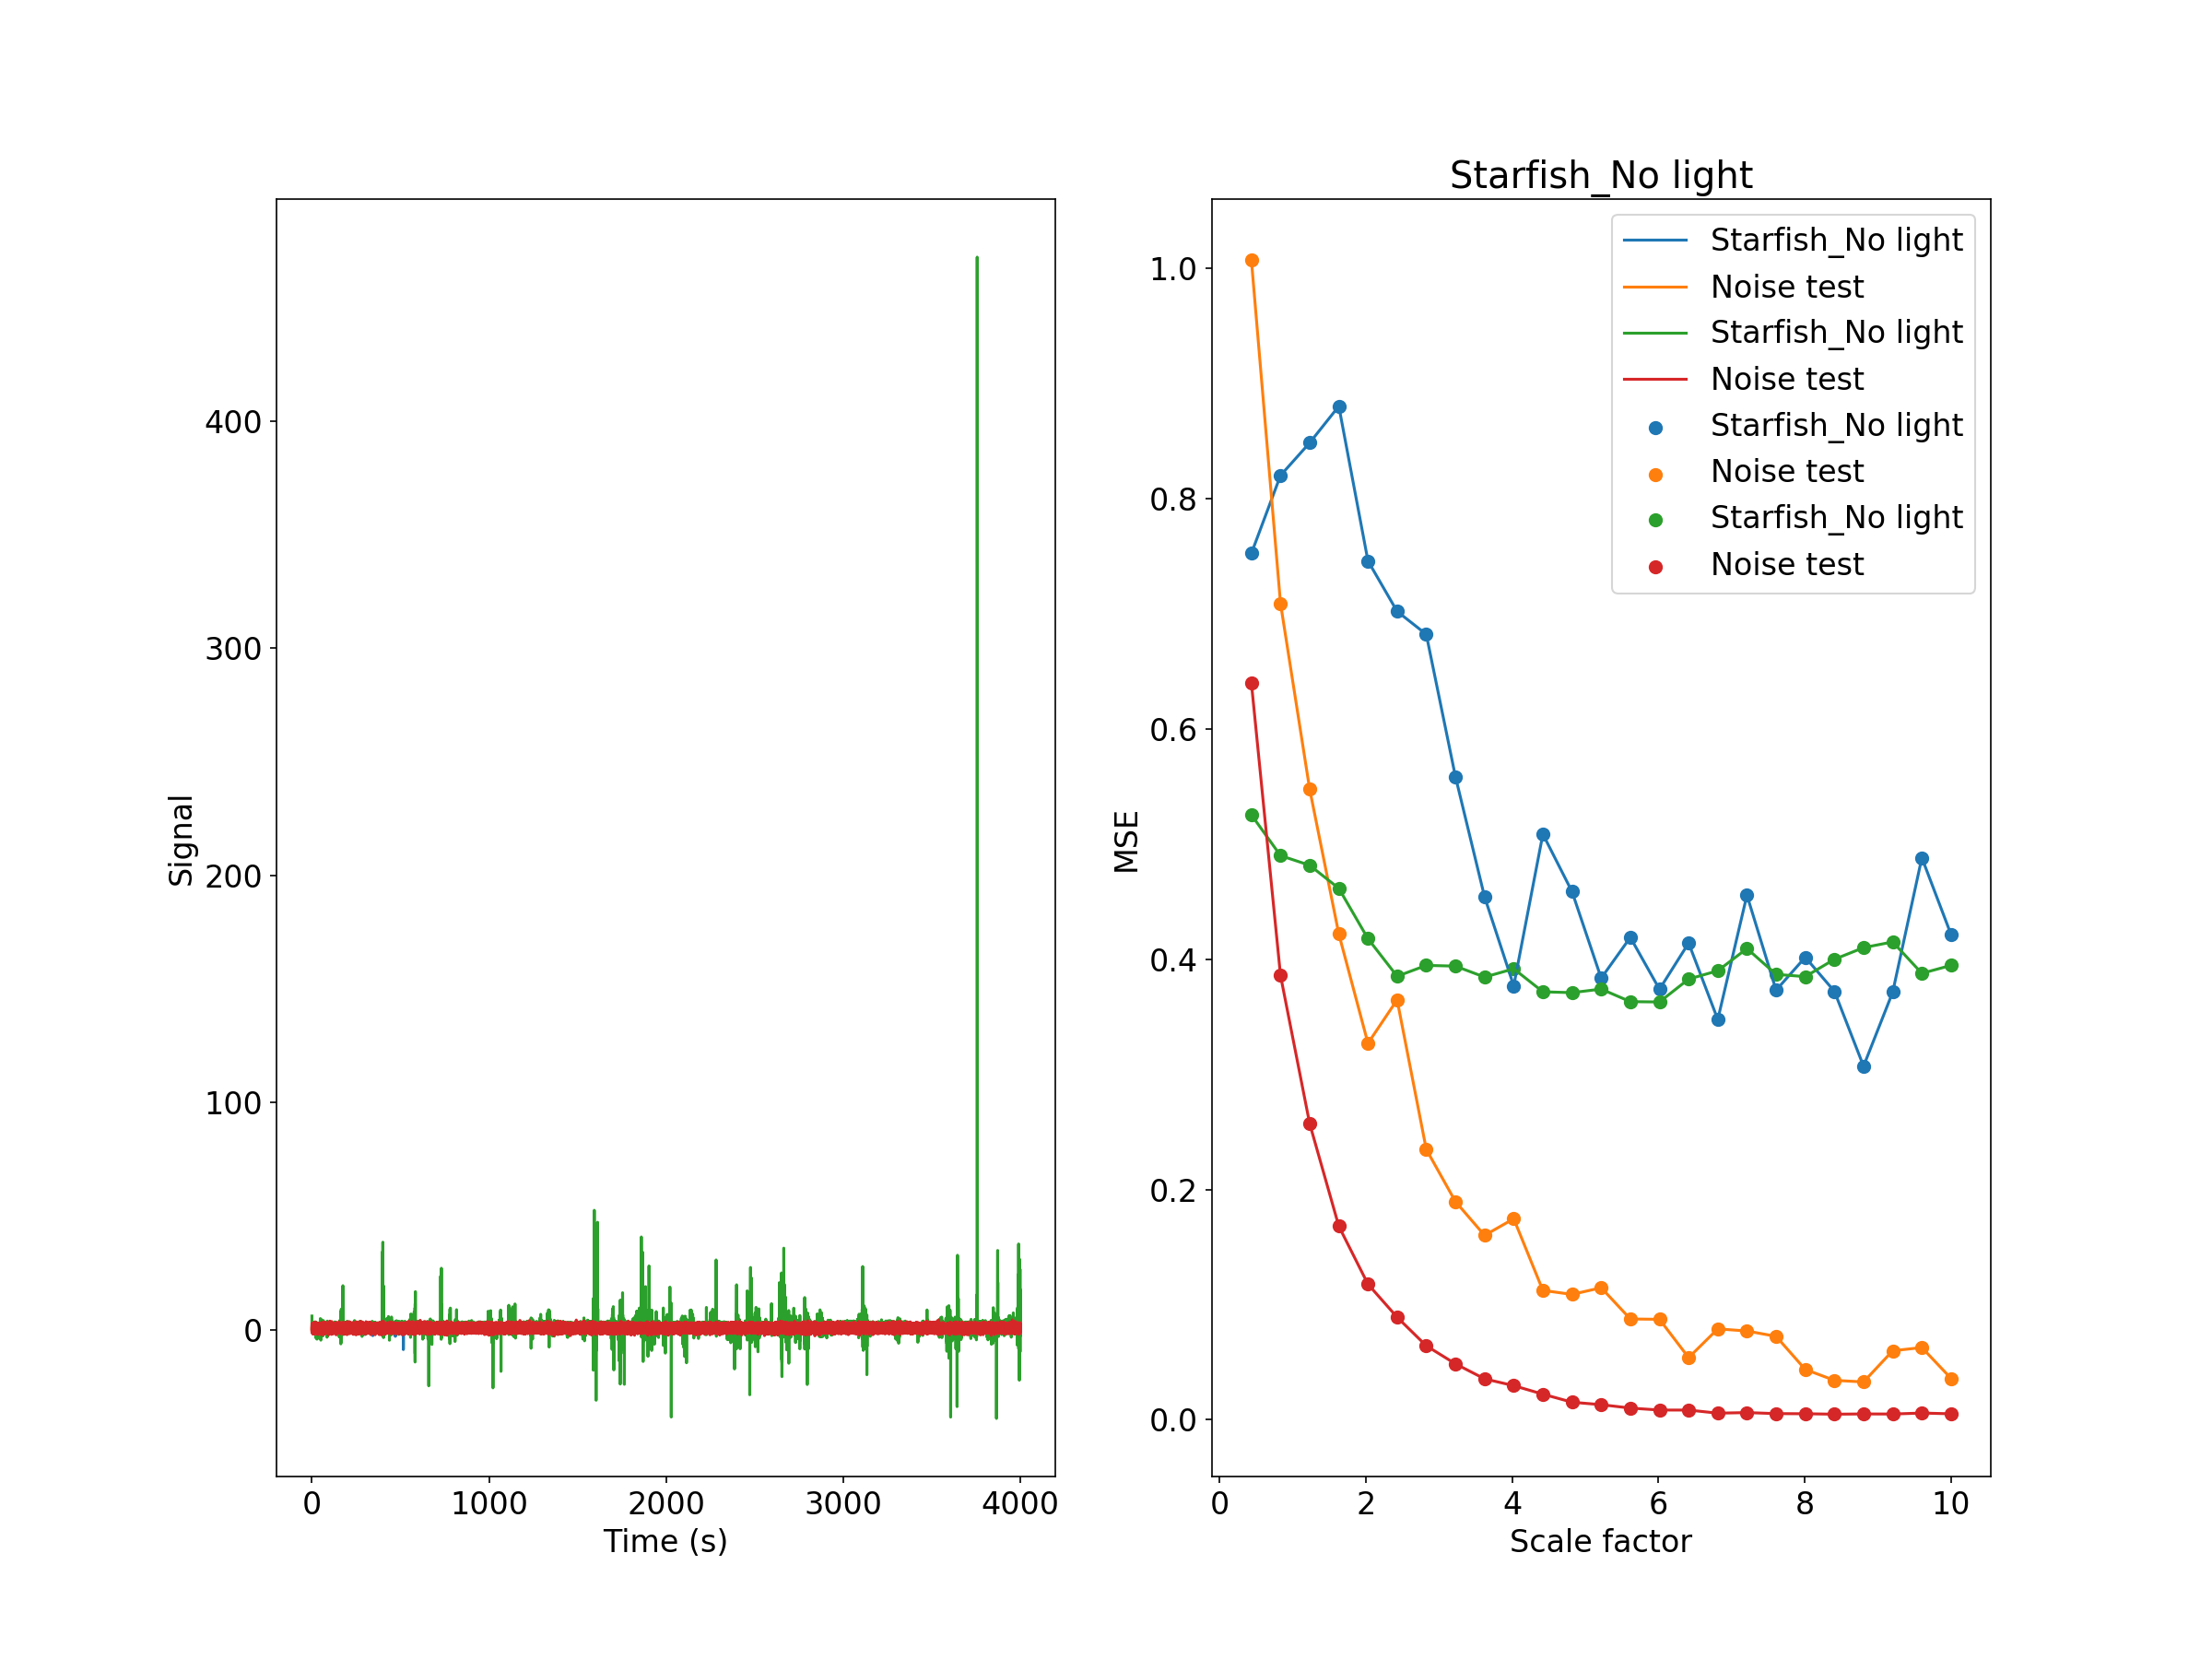 Signal
400
300
200
100
0
0 1000 2000 3000 4000
Time (s)
Starfish_No light
MSE
1.0
0.8
0.6
0.4
0.2
0.0
0 2 4 6 8 10
Scale factor
Starfish_No light
Noise test
Starfish_No light
Noise test
Starfish_No light
Noise test
Starfish_No light
Noise test